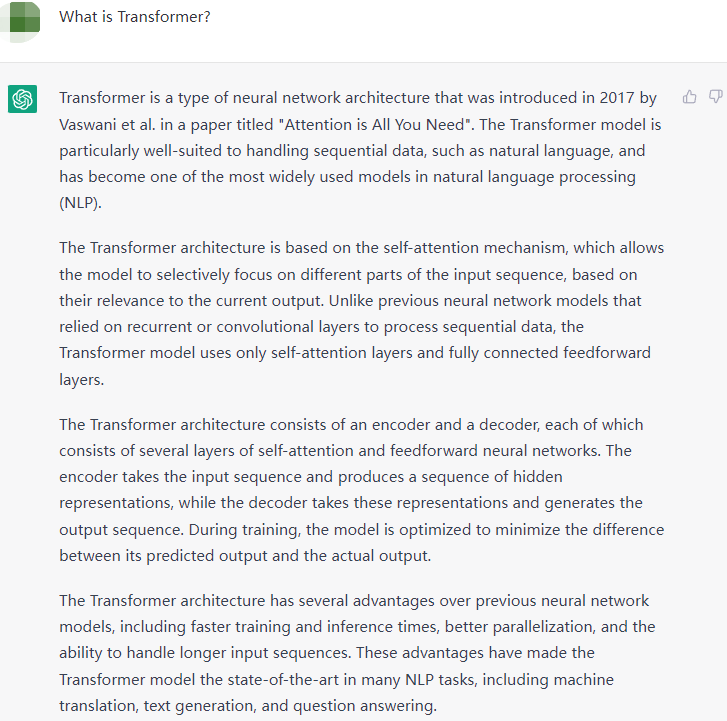 What is Transformer?
Transformer is a type of neural network architecture that was introduced in 2017 by
Vaswani et al. in a paper titled "Attention is All You Need". The Transformer model is
particularly well-suited to handling sequential data, such as natural language, and
has become one of the most widely used models in natural language processing
(NLP).
The Transformer architecture is based on the self-attention mechanism, which allows
the model to selectively focus on different parts of the input sequence, based on
their relevance to the current output. Unlike previous neural network models that
relied on recurrent or convolutional layers to process sequential data, the
Transformer model uses only self-attention layers and fully connected feedforward
layers.
The Transformer architecture consists of an encoder and a decoder, each of which
consists of several layers of self-attention and feedforward neural networks. The
encoder takes the input sequence and produces a sequence of hidden
representations, while the decoder takes these representations and generates the
output sequence. During training, the model is optimized to minimize the difference
between its predicted output and the actual output.
The Transformer architecture has several advantages over previous neural network
models, including faster training and inference times, better parallelization, and the
ability to handle longer input sequences. These advantages have made the
Transformer model the state-of-the-art in many NLP tasks, including machine
translation, text generation, and question answering.